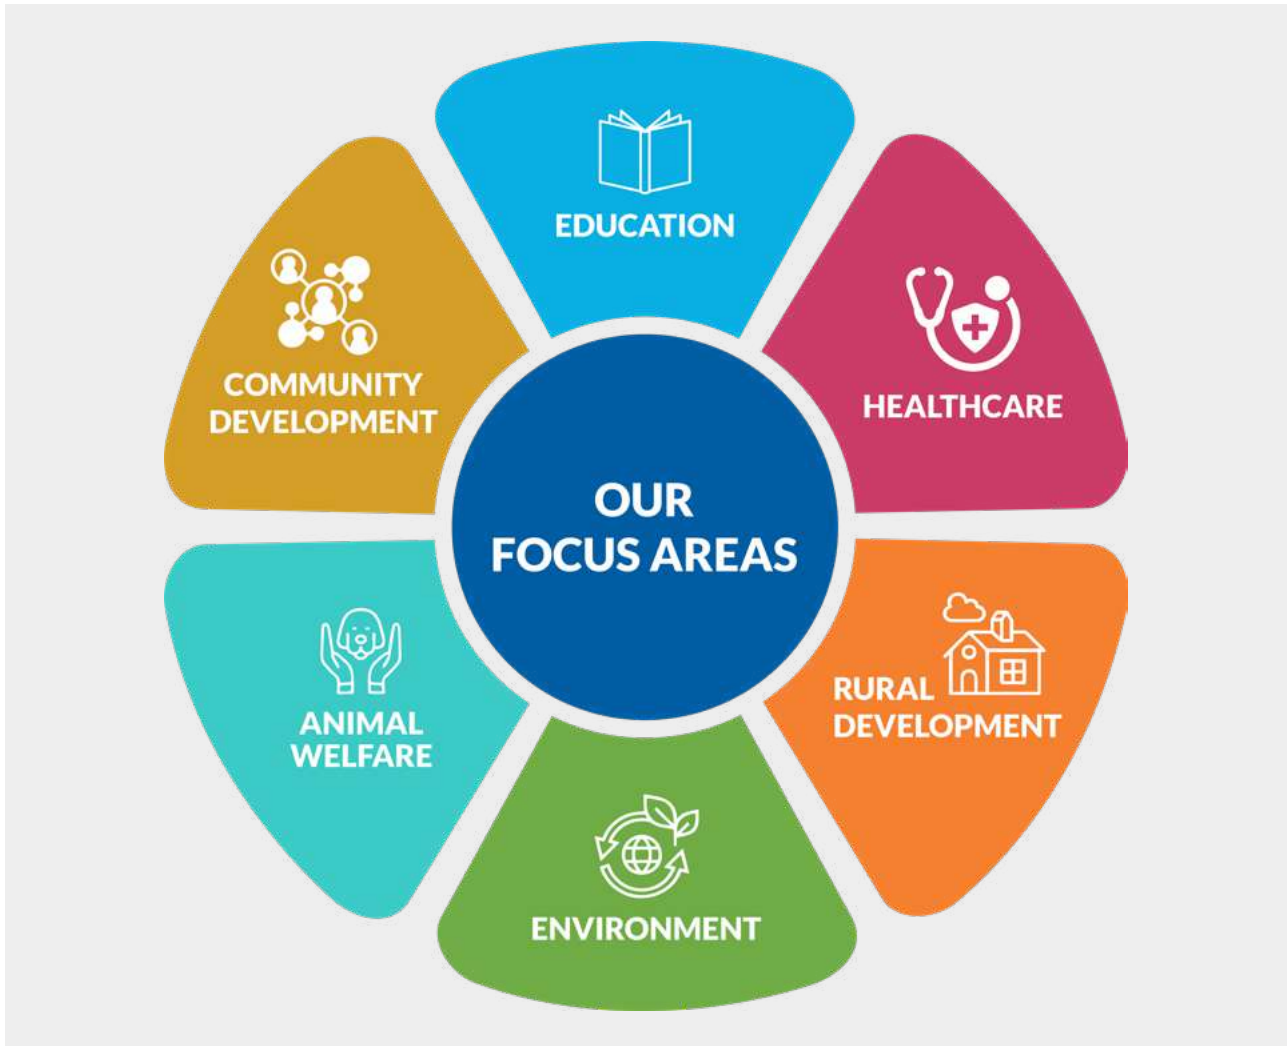 EDUCATION
HEALTHCARE
COMMUNITY
DEVELOPMENT
OUR
FOCUS AREAS
RURAL
DEVELOPMENT
ANIMAL
WELFARE
ENVIRONMENT